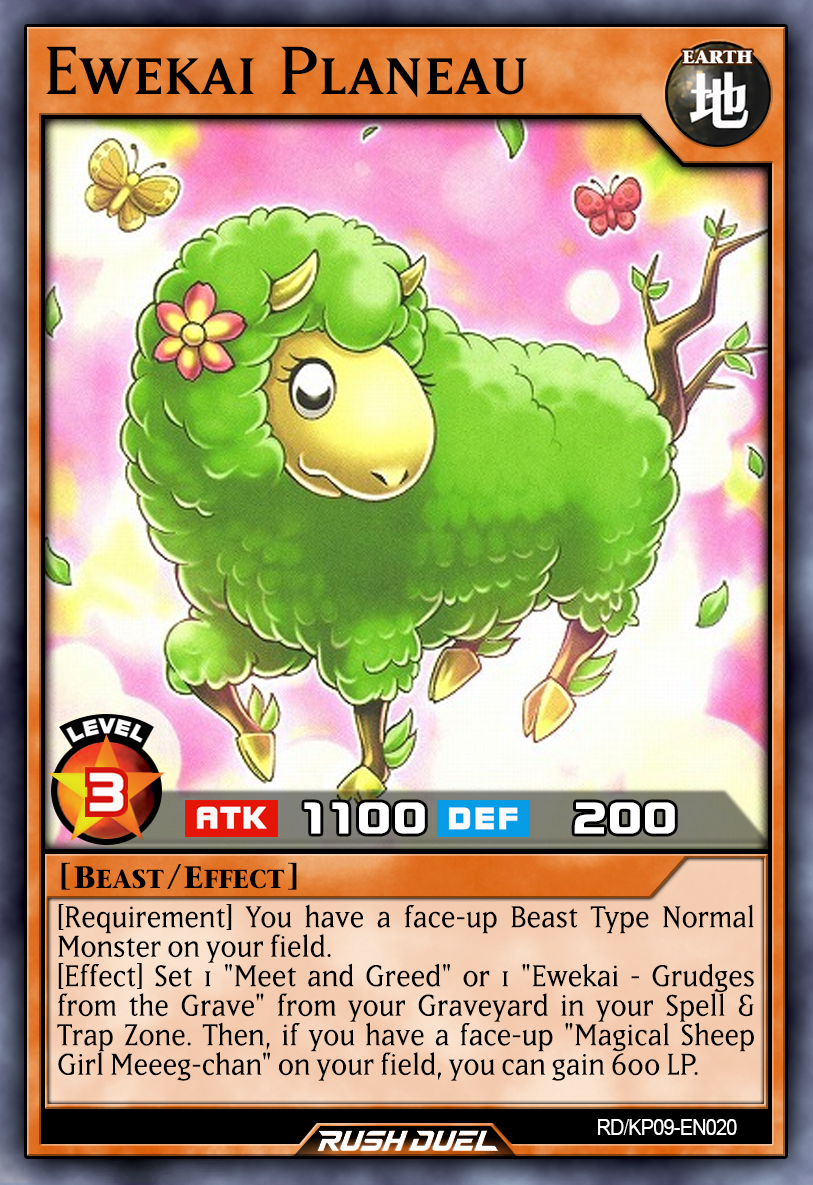 Ewekai Planeau
EARTH
地
LEVEL
3
ATK 1100 DEF 200
[Beast/Effect]
[Requirement] You have a face-up Beast Type Normal
Monster on your field.
[Effect] Set 1 "Meet and Greed" or 1 "Ewekai - Grudges
from the Grave" from your Graveyard in your Spell &
Trap Zone. Then, if you have a face-up "Magical Sheep
Girl Meeeg-chan" on your field, you can gain 600 LP.
RD/KP09-EN020
RUSH DUEL